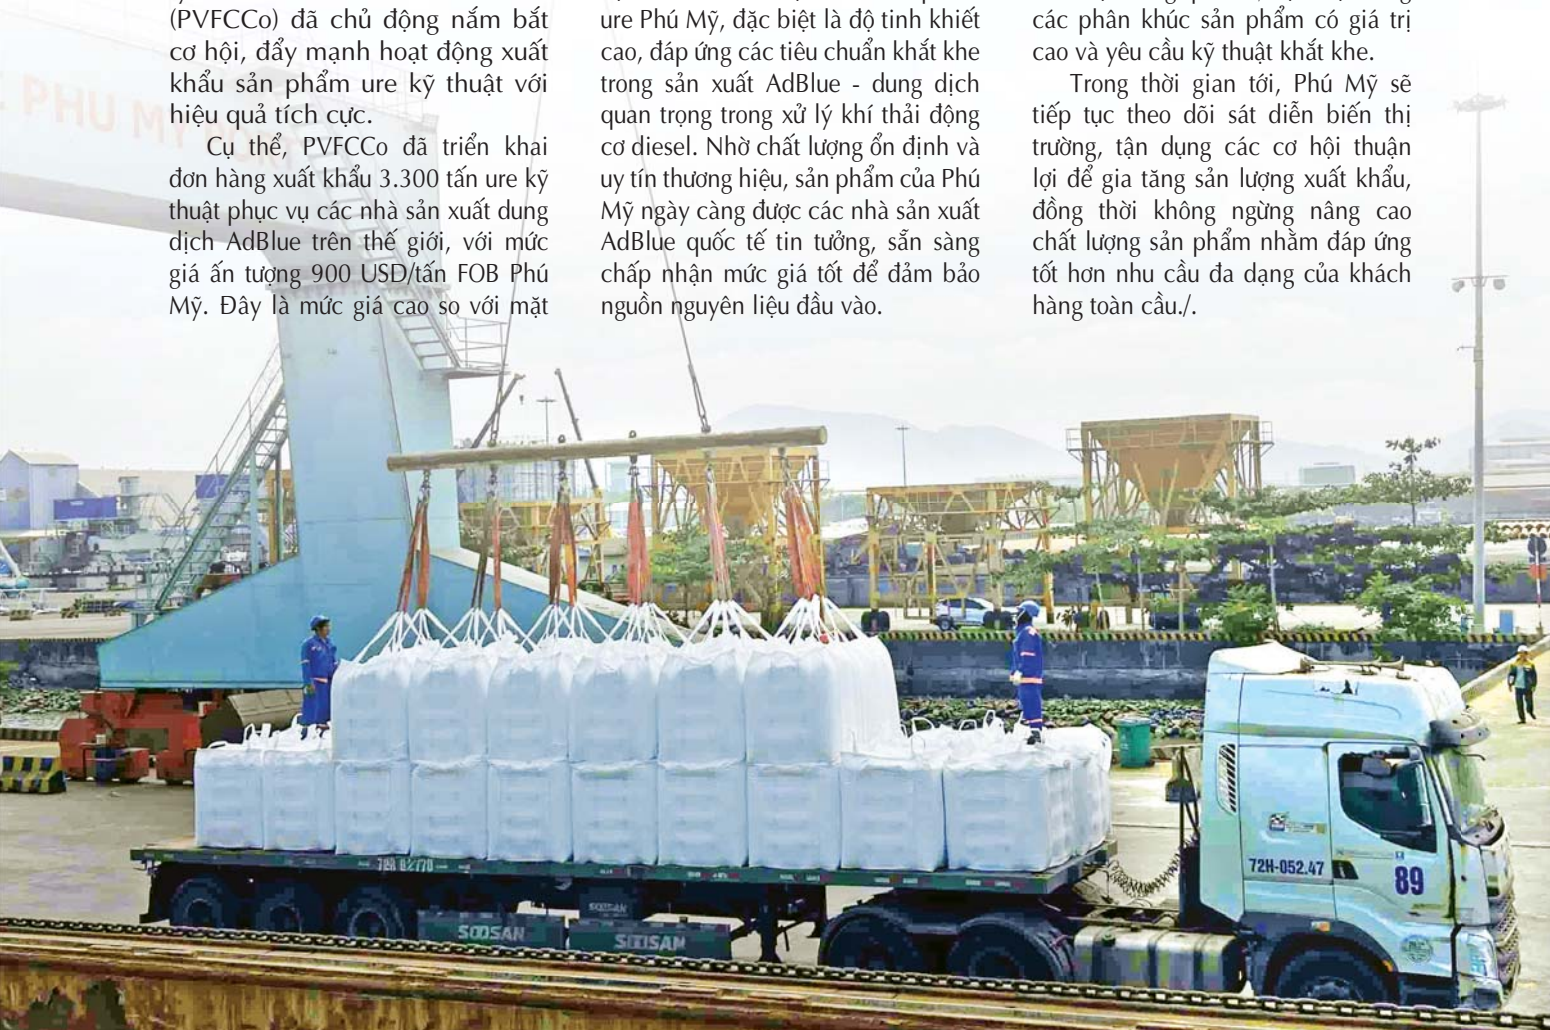 (PVFCCo) đã chủ động nắm bắt
cơ hội, đẩy mạnh hoạt động xuất
khẩu sản phẩm ure kỹ thuật với
hiệu quả tích cực.
Cụ thể, PVFCCo đã triển khai
đơn hàng xuất khẩu 3.300 tấn ure kỹ
thuật phục vụ các nhà sản xuất dung
dịch AdBlue trên thế giới, với mức
giá ấn tượng 900 USD/tấn FOB Phú
Mỹ. Đây là mức giá cao so với mặt
ure Phú Mỹ, đặc biệt là độ tinh khiết
cao, đáp ứng các tiêu chuẩn khắt khe
trong sản xuất AdBlue - dung dịch
quan trọng trong xử lý khí thải động
cơ diesel. Nhờ chất lượng ổn định và
uy tín thương hiệu, sản phẩm của Phú
Mỹ ngày càng được các nhà sản xuất
AdBlue quốc tế tin tưởng, sẵn sàng
chấp nhận mức giá tốt để đảm bảo
nguồn nguyên liệu đầu vào.
các phân khúc sản phẩm có giá trị
cao và yêu cầu kỹ thuật khắt khe.
Trong thời gian tới, Phú Mỹ sẽ
tiếp tục theo dõi sát diễn biến thị
trường, tận dụng các cơ hội thuận
lợi để gia tăng sản lượng xuất khẩu,
đồng thời không ngừng nâng cao
chất lượng sản phẩm nhằm đáp ứng
tốt hơn nhu cầu đa dạng của khách
hàng toàn cầu./.
PHU MY PORT
72H-052.47
89
SOOSAN
SOOSAN
SOOSAN